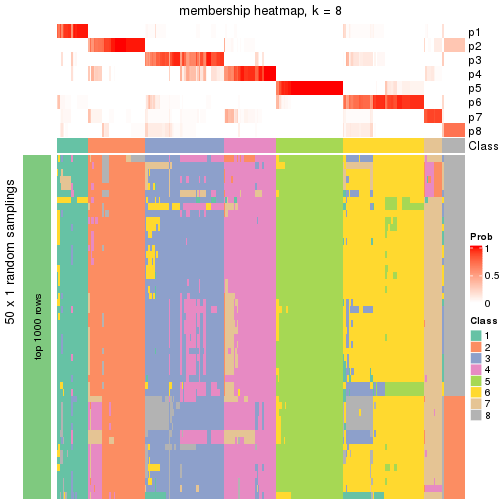 membership heatmap, k = 8
p1
p2
p3
p4
p5
p6
p7
p8
Class
50 x 1 random samplings
top 1000 rows
Prob
1
0.5
0
Class
1
2
3
4
5
6
7
8